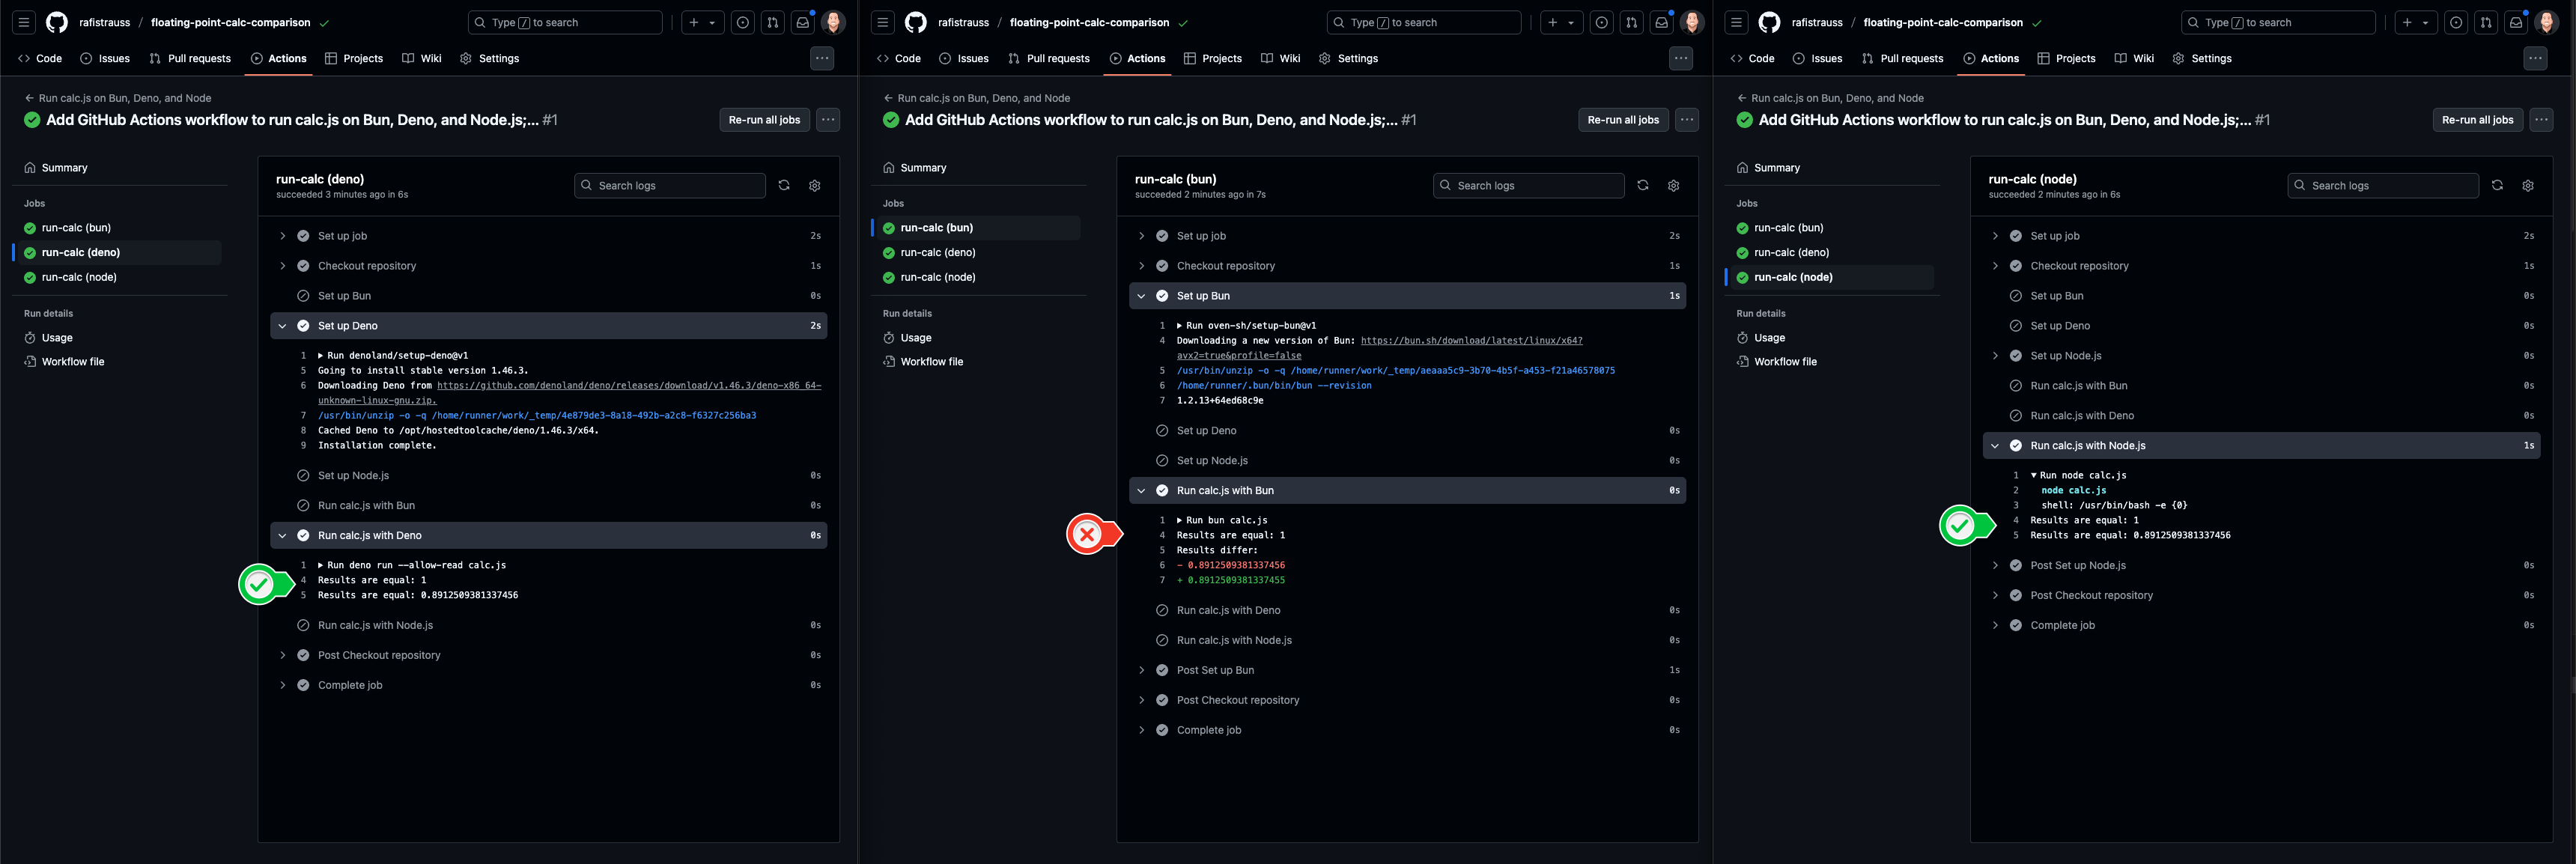 rafistrauss / floating-point-calc-comparison
Type / to search
Code
Issues
Pull requests
Actions
Projects
Wiki
Settings
Run calc.js on Bun, Deno, and Node
Add GitHub Actions workflow to run calc.js on Bun, Deno, and Node.js;... #1
Re-run all jobs
Summary
Jobs
run-calc (bun)
run-calc (deno)
run-calc (node)
Run details
Usage
Workflow file
run-calc (deno)
succeeded 3 minutes ago in 6s
Search logs
Set up job 2s
Checkout repository 1s
Set up Bun 0s
Set up Deno 2s
1 Run denoland/setup-deno@v1
5 Going to install stable version 1.46.3.
6 Downloading Deno from https://github.com/denoland/deno/releases/download/v1.46.3/deno-x86_64-
unknown-linux-gnu.zip.
7 /usr/bin/unzip -o -q /home/runner/work/_temp/4e879de3-8a18-492b-a2c8-f6327c256ba3
8 Cached Deno to /opt/hostedtoolcache/deno/1.46.3/x64.
9 Installation complete.
Set up Node.js 0s
Run calc.js with Bun 0s
Run calc.js with Deno 0s
1 Run deno run --allow-read calc.js
4 Results are equal: 1
5 Results are equal: 0.8912509381337456
Run calc.js with Node.js 0s
Post Checkout repository 0s
Complete job 0s
rafistrauss / floating-point-calc-comparison
Type / to search
Code
Issues
Pull requests
Actions
Projects
Wiki
Settings
Run calc.js on Bun, Deno, and Node
Add GitHub Actions workflow to run calc.js on Bun, Deno, and Node.js;... #1
Re-run all jobs
Summary
Jobs
run-calc (bun)
run-calc (deno)
run-calc (node)
Run details
Usage
Workflow file
run-calc (bun)
succeeded 2 minutes ago in 7s
Search logs
Set up job 2s
Checkout repository 1s
Set up Bun 1s
1 Run oven-sh/setup-bun@v1
4 Downloading a new version of Bun: https://bun.sh/download/latest/linux/x64?
avx2=true&profile=false
5 /usr/bin/unzip -o -q /home/runner/work/_temp/aeaaa5c9-3b70-4b5f-a453-f21a46578075
6 /home/runner/.bun/bin/bun --revision
7 1.2.13+64ed68c9e
Set up Deno 0s
Set up Node.js 0s
Run calc.js with Bun 0s
1 Run bun calc.js
4 Results are equal: 1
5 Results differ:
6 - 0.8912509381337456
7 + 0.8912509381337455
Run calc.js with Deno 0s
Run calc.js with Node.js 0s
Post Set up Bun 1s
Post Checkout repository 0s
Complete job 0s
rafistrauss / floating-point-calc-comparison
Type / to search
Code
Issues
Pull requests
Actions
Projects
Wiki
Settings
Run calc.js on Bun, Deno, and Node
Add GitHub Actions workflow to run calc.js on Bun, Deno, and Node.js;... #1
Re-run all jobs
Summary
Jobs
run-calc (bun)
run-calc (deno)
run-calc (node)
Run details
Usage
Workflow file
run-calc (node)
succeeded 2 minutes ago in 6s
Search logs
Set up job 2s
Checkout repository 1s
Set up Bun 0s
Set up Deno 0s
Set up Node.js 0s
Run calc.js with Bun 0s
Run calc.js with Deno 0s
Run calc.js with Node.js 1s
1 Run node calc.js
2 node calc.js
3 shell: /usr/bin/bash -e {0}
4 Results are equal: 1
5 Results are equal: 0.8912509381337456
Post Set up Node.js 0s
Post Checkout repository 0s
Complete job 0s